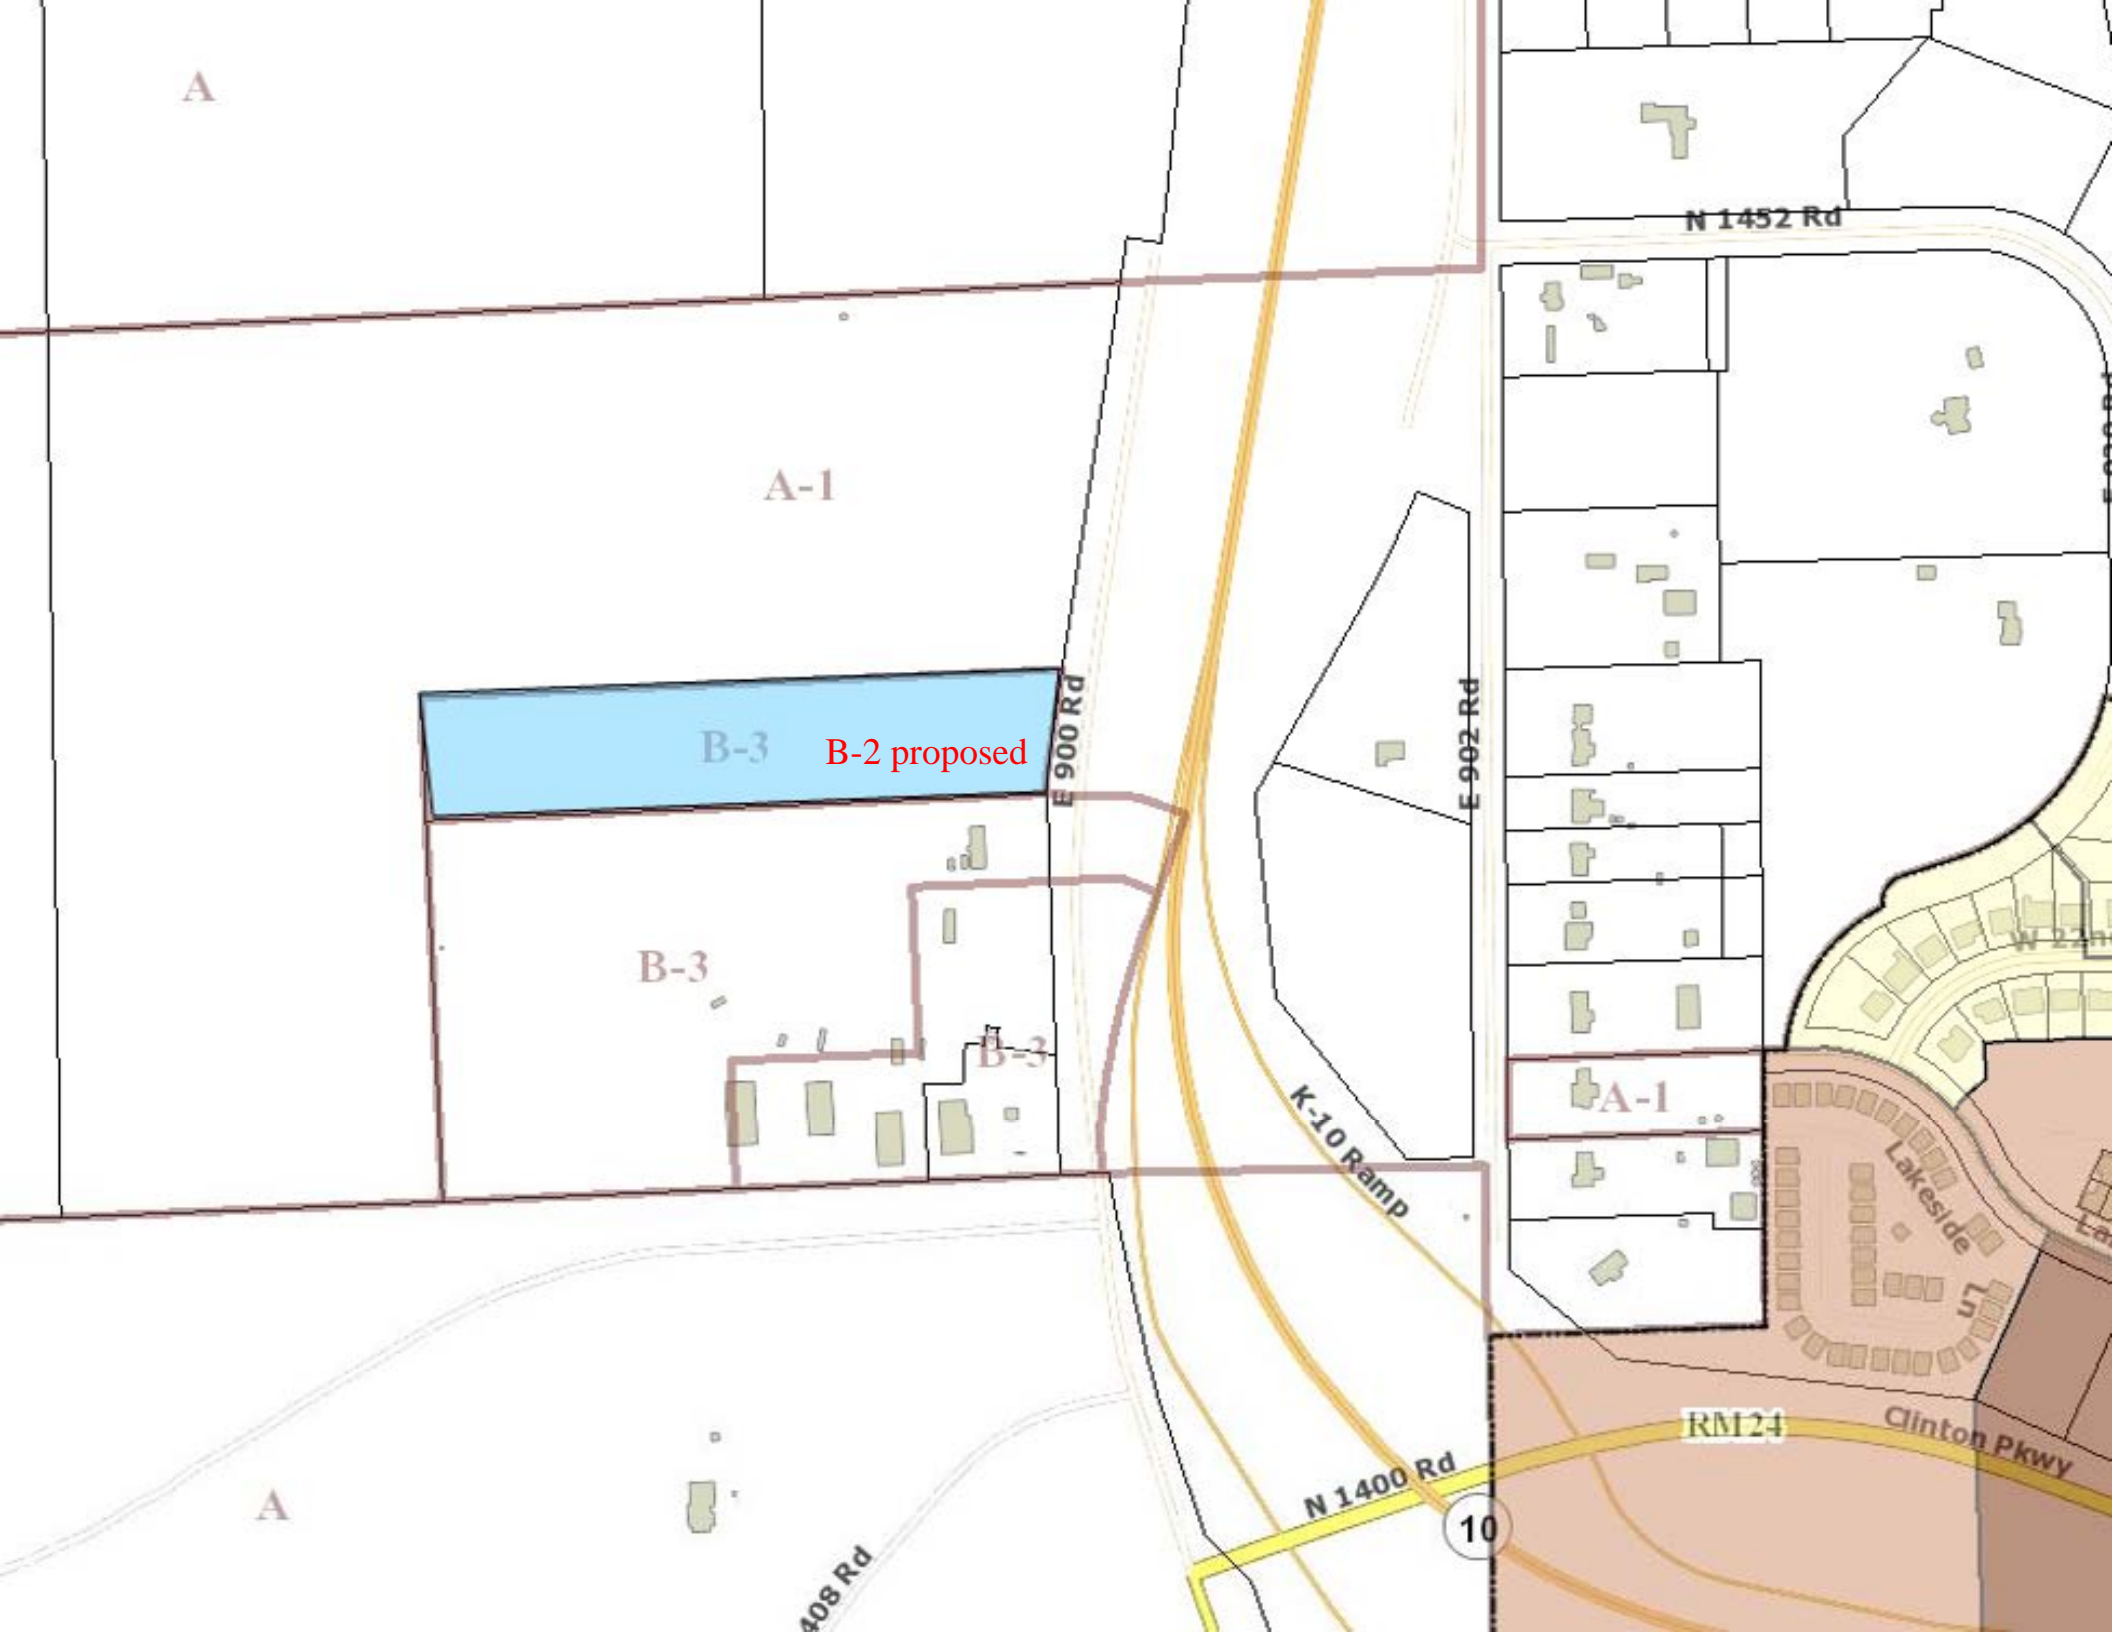 A
N 1452 Rd
A-1
B-3
B-2 proposed
E 900 Rd
E 902 Rd
B-3
B-3
A-1
K-10 Ramp
Lakeside
Ln
RM24
Clinton Pkwy
N 1400 Rd
10
A
408 Rd